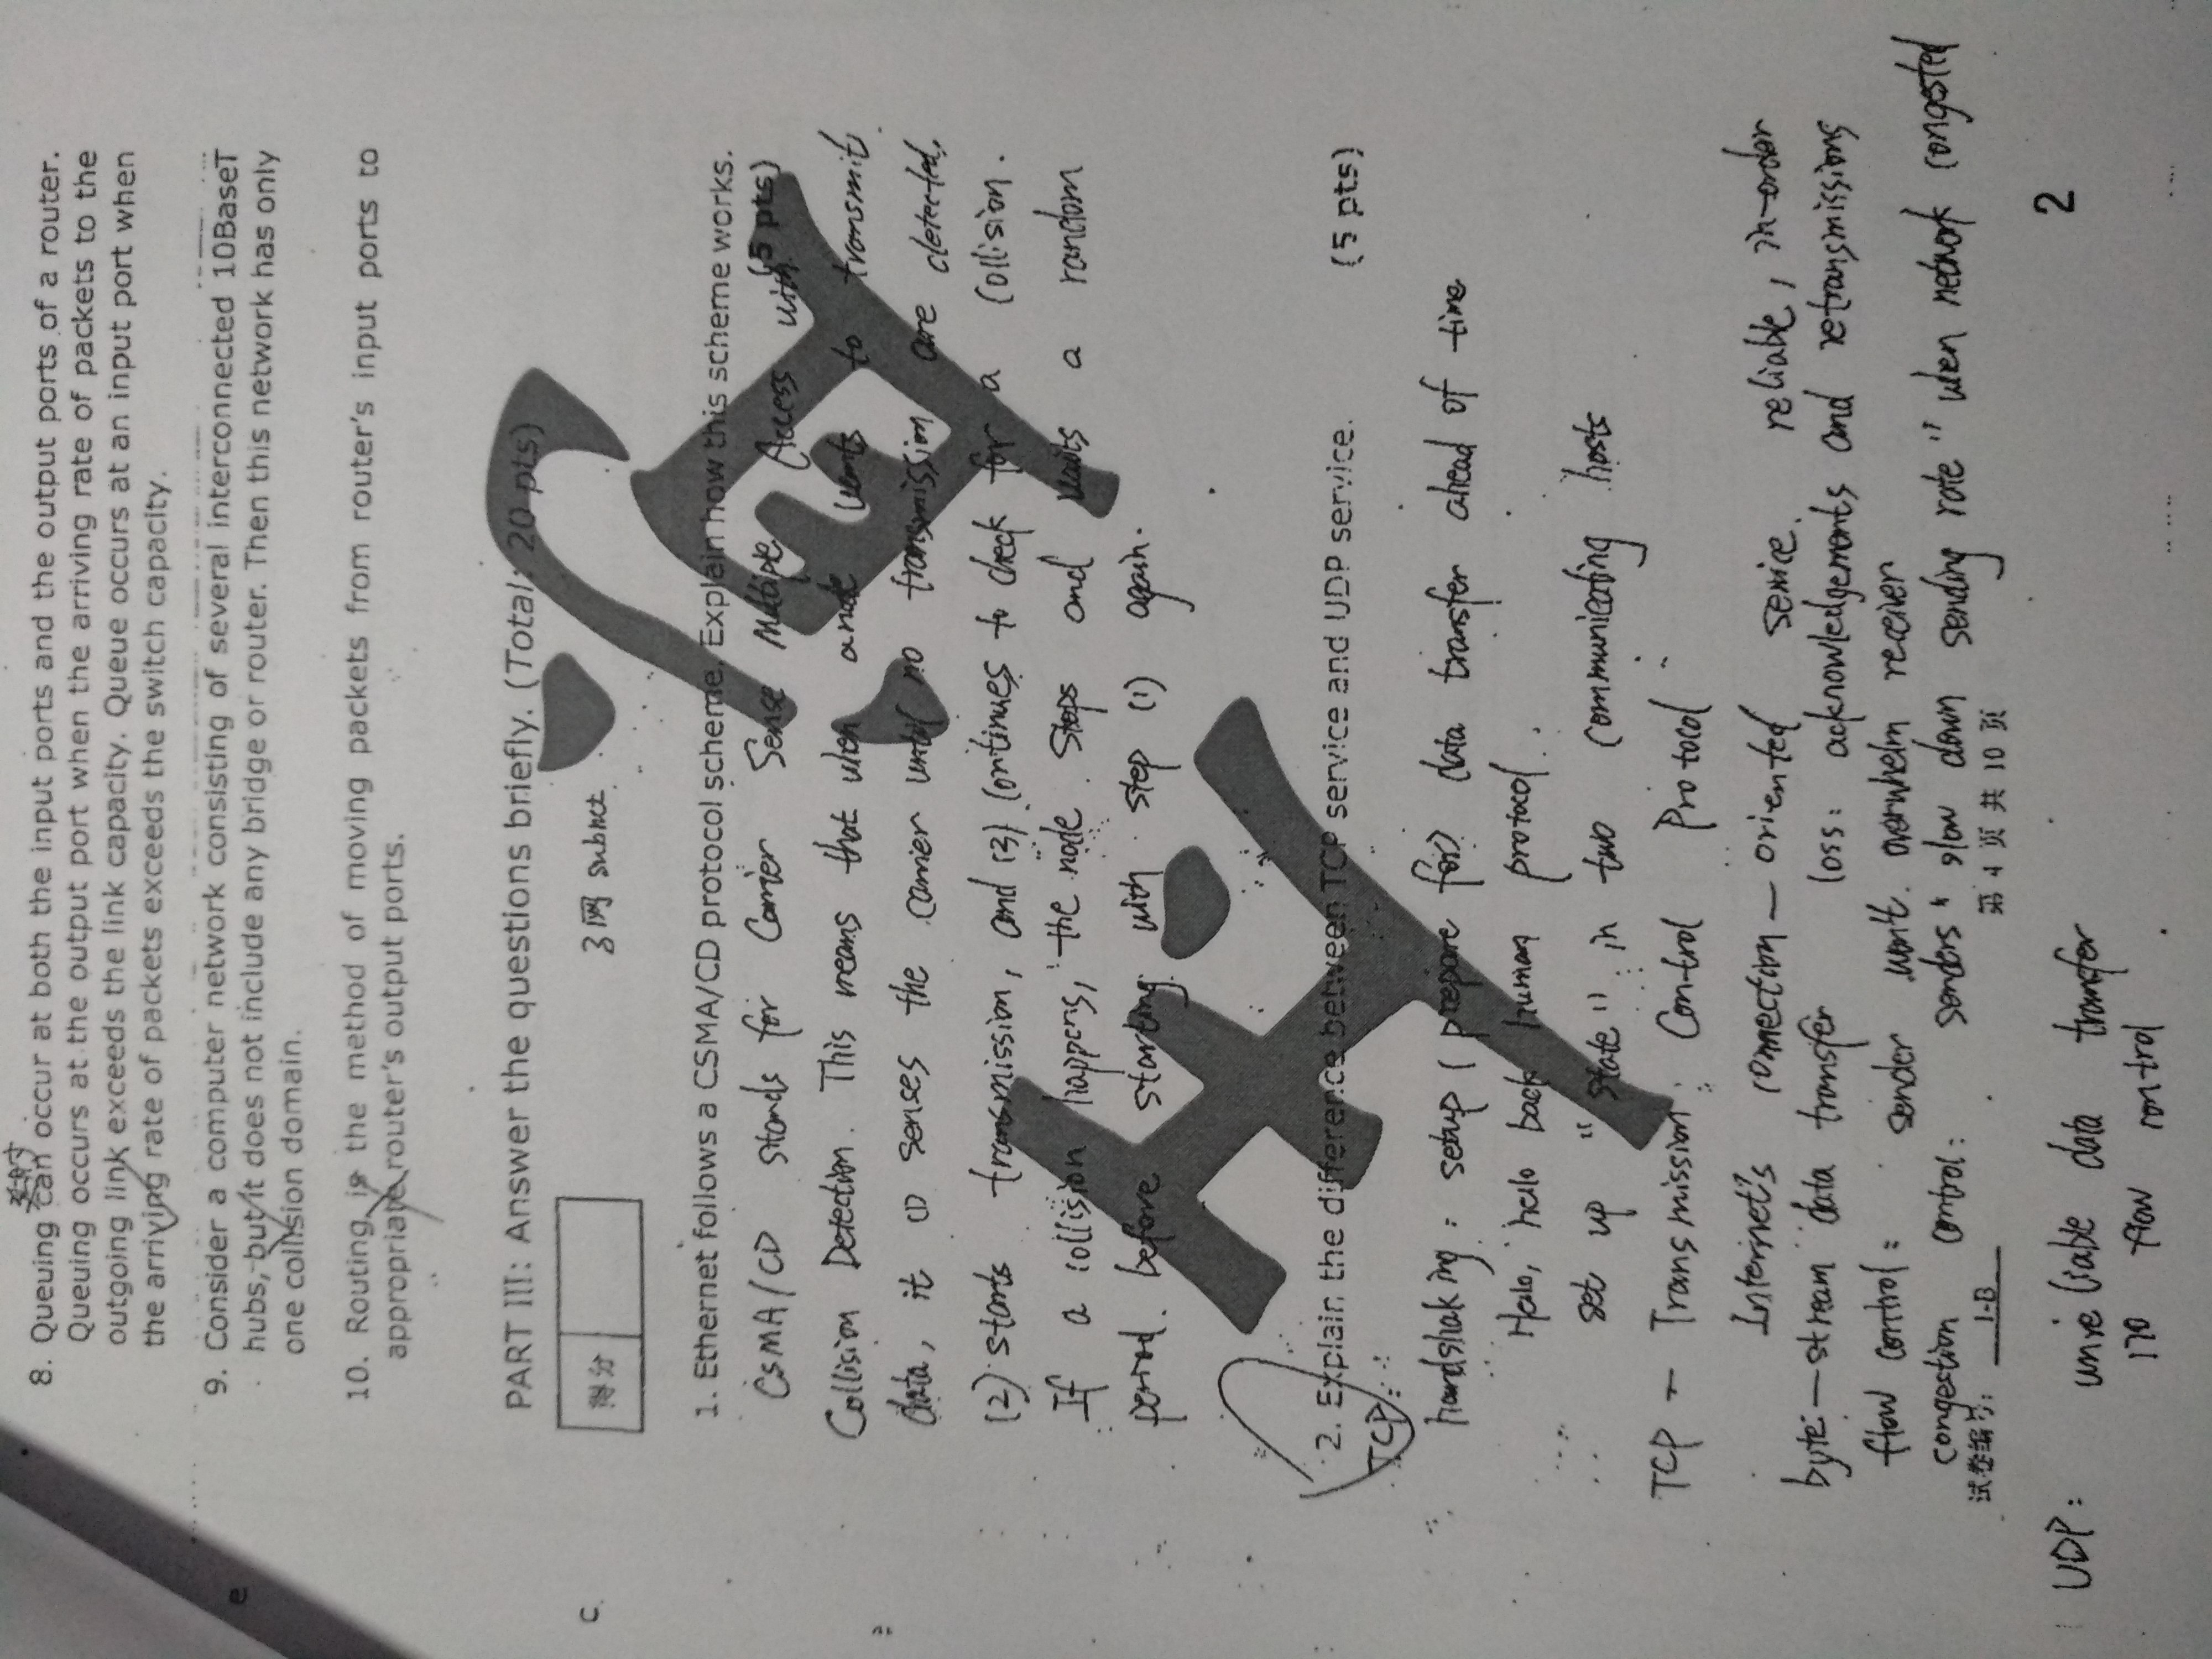 8. Queuing can occur at both the input ports and the output ports of a router.
Queuing occurs at the output port when the arriving rate of packets to the
outgoing link exceeds the link capacity. Queue occurs at an input port when
the arriving rate of packets exceeds the switch capacity.
9. Consider a computer network consisting of several interconnected 10BaseT
hubs, but it does not include any bridge or router. Then this network has only
e
one collision domain.
10. Routing is the method of moving packets from router's input ports to
appropriate router's output ports.
PART III: Answer the questions briefly. (Total: 20 pts)
c
得分
子网 subnet
1. Ethernet follows a CSMA/CD protocol scheme. Explain how this scheme works.
(5 pts)
CSMA/CD stands for Carrier Sense Multiple Access with
Collision Detection. This means that when a node wants to transmit
data, it (1) senses the carrier until no transmission are detected,
(2) starts transmission, and (3) continues to check for a collision.
If a collision happens, the node stops and waits a random
period before starting with step (1) again.
2. Explain the difference between TCP service and UDP service. (5 pts)
TCP:
handshaking: setup (prepare for) data transfer ahead of time
Helo, helo back human protocol.
set up "state" in two communicating hosts
TCP - Transmission Control Protocol
Internet's connection-oriented service. reliable, in-order
byte-stream data transfer loss: acknowledgements and retransmissions
flow control: sender won't overwhelm receiver
congestion control: senders "slow down sending rate" when network congested
试卷编号: 1-B 第 4 页 共 10 页
2
UDP: unreliable data transfer
no flow control